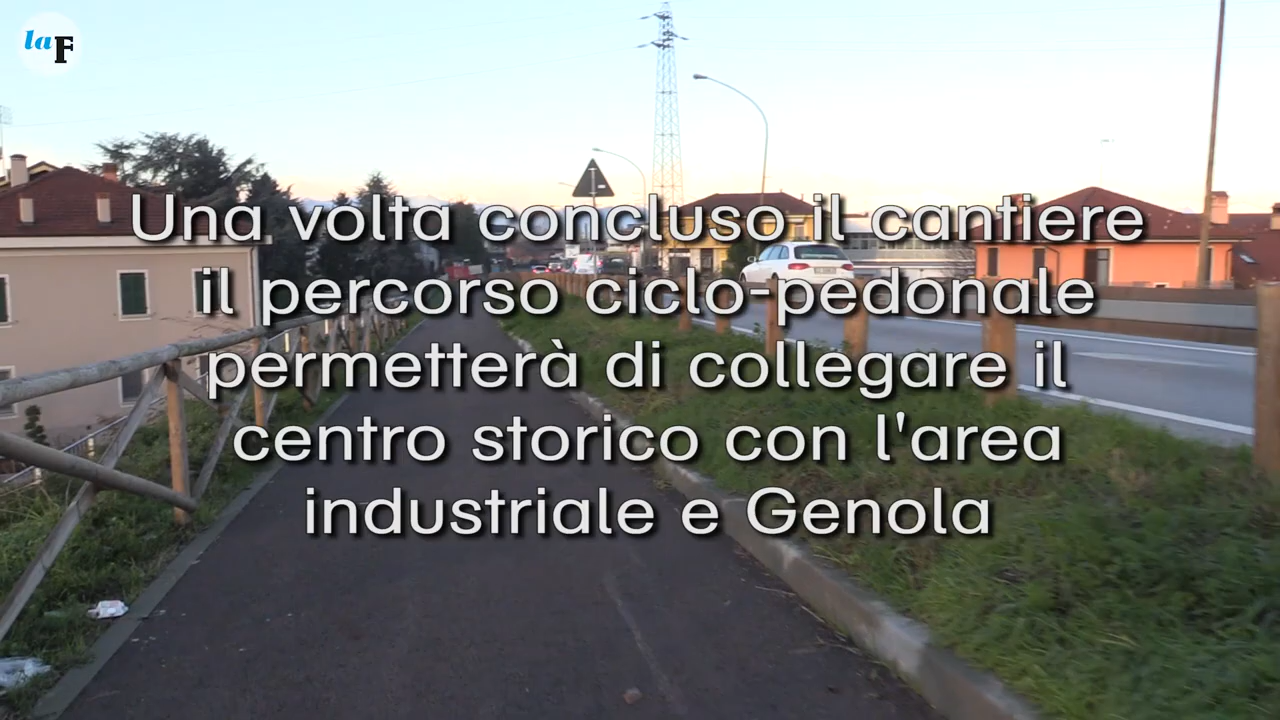 laF
Una volta concluso il cantiere
il percorso ciclo-pedonale
permetterà di collegare il
centro storico con l'area
industriale e Genola